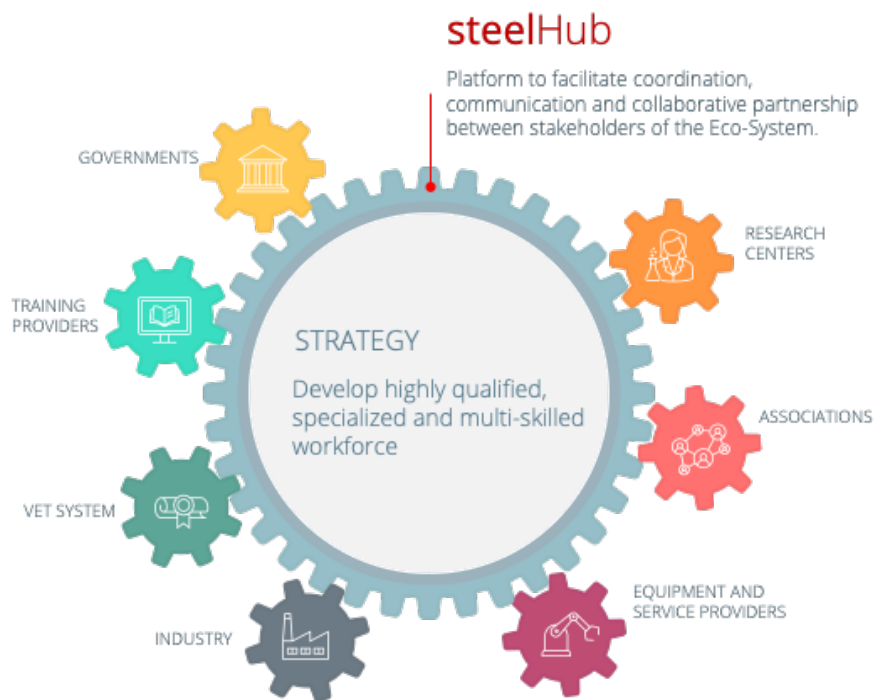 steelHub
Platform to facilitate coordination,
communication and collaborative partnership
between stakeholders of the Eco-System.
GOVERNMENTS
RESEARCH
CENTERS
TRAINING
PROVIDERS
STRATEGY
Develop highly qualified,
specialized and multi-skilled
workforce
ASSOCIATIONS
VET SYSTEM
EQUIPMENT AND
SERVICE PROVIDERS
INDUSTRY